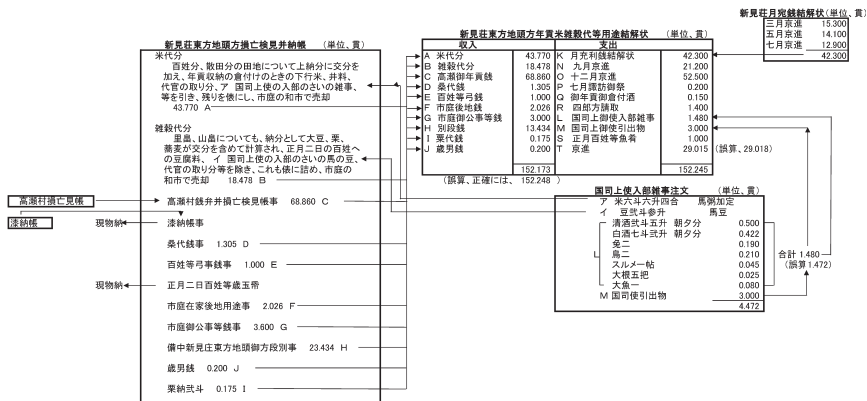 新見荘月宛銭結解状(単位、貫)
三月京進 15.300
五月京進 14.100
七月京進 12.900
42.300
新見荘東方地頭方損亡検見并納帳 (単位、貫)
米代分
百姓分、散田分の田地について上納分に交分を
加え、年貢収納の倉付けのときの下行米、井料、
代官の取り分、ア 国司上使の入部のさいの雑事、
等を引き、残りを俵にし、市庭の和市で売却
43.770 A
雑穀代分
里畠、山畠についても、納分として大豆、栗、
蕎麦が交分を含めて計算され、正月二日の百姓へ
の豆腐料、イ 国司上使の入部のさいの馬の豆、
代官の取り分等を除き、これも俵に詰め、市庭の
和市で売却 18.478 B
高瀬村損亡見帳
高瀬村銭并損亡検見帳事 68.860 C
漆納帳
現物納
漆納帳事
桑代銭事 1.305 D
百姓等弓事銭事 1.000 E
現物納
正月二日百姓等歳玉帋
市庭在家後地用途事 2.026 F
市庭御公事等銭事 3.600 G
備中新見庄東方地頭御方段別事 23.434 H
歳男銭 0.200 J
栗納弐斗 0.175 I
新見荘東方地頭方年貢米雑穀代等用途結解状 (単位、貫)
収入 支出
A 米代分 43.770 K 月充利銭結解状 42.300
B 雑穀代分 18.478 N 九月京進 21.200
C 高瀬御年貢銭 68.860 O 十二月京進 52.500
D 桑代銭 1.305 P 七月諏訪御祭 0.200
E 百姓等弓銭 1.000 Q 御年貢御倉付酒 0.150
F 市庭後地銭 2.026 R 四郎方請取 1.400
G 市庭御公事等銭 3.000 L 国司上御使入部雑事 1.480
H 別段銭 13.434 M 国司上御使引出物 3.000
I 栗代銭 0.175 S 正月百姓等魚肴 1.000
J 歳男銭 0.200 T 京進 29.015 (誤算、29.018)
152.173 152.245
(誤算、正確には、 152.248 )
国司上使入部雑事注文 (単位、貫)
ア 米六斗六升四合 馬粥加定
イ 豆弐斗参升 馬豆
清酒弐斗五升 朝夕分 0.500
白酒七斗弐升 朝夕分 0.422
兔二 0.190
L 鳥二 0.210
スルメ一帖 0.045
大根五把 0.025
大魚一 0.080
合計 1.480
(誤算 1.472)
M 国司使引出物 3.000
4.472